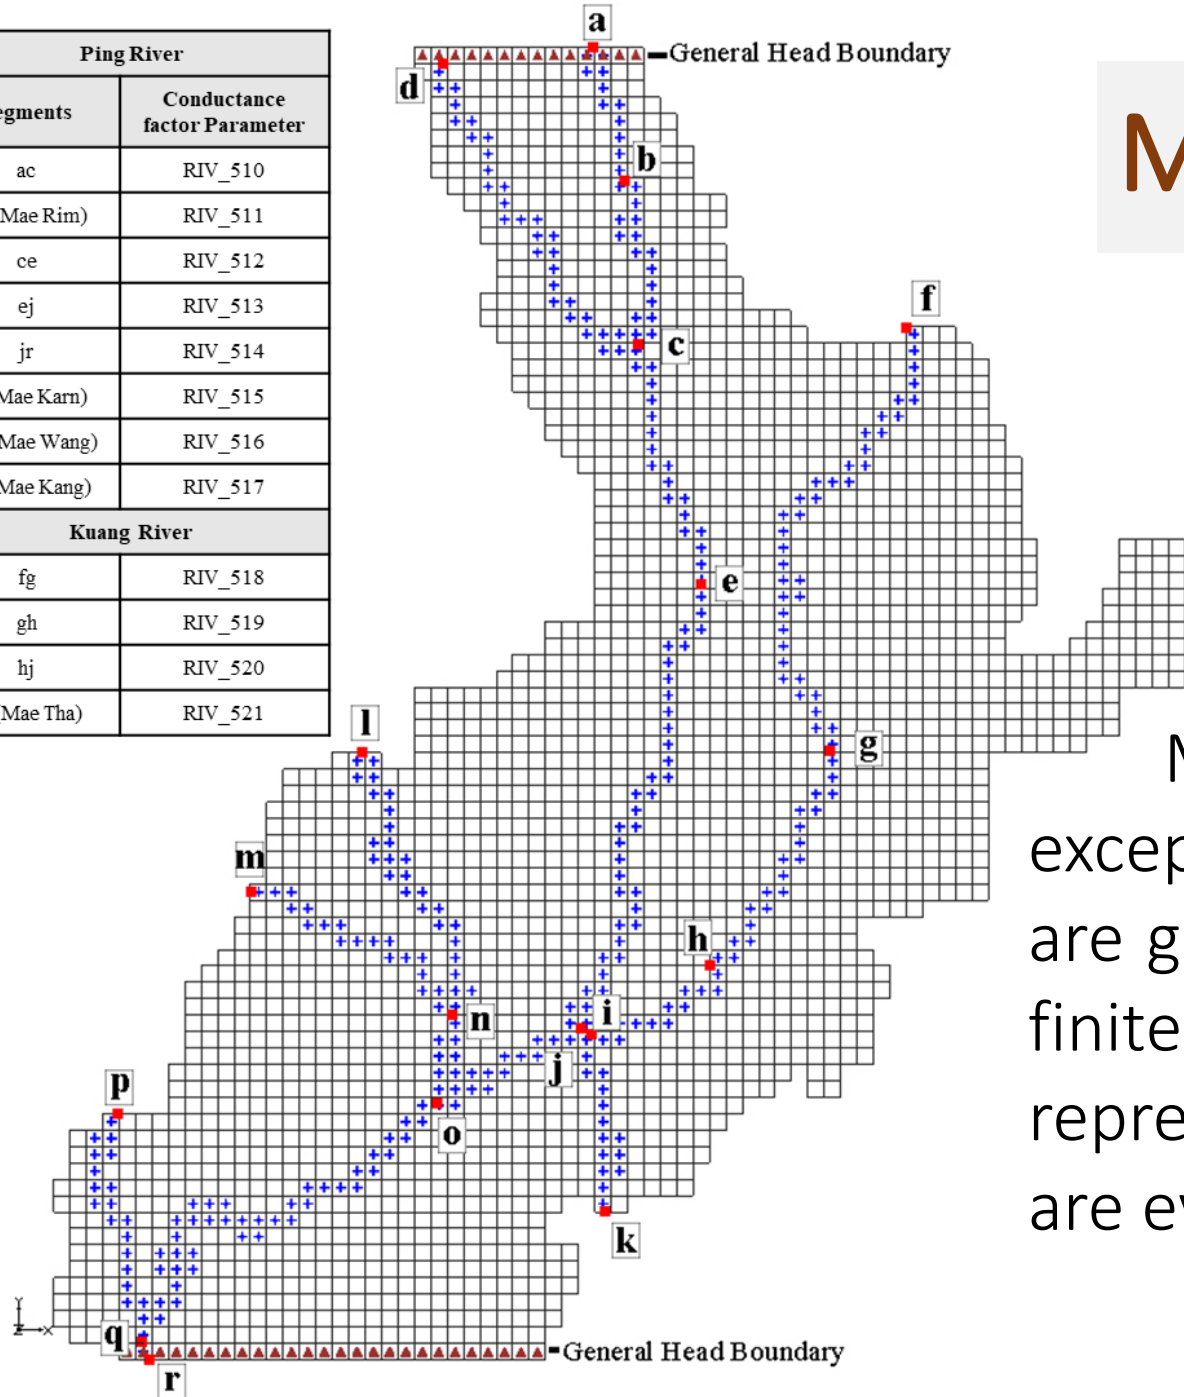 Ping River
egments
Conductance
factor Parameter
ac RIV_510
Mae Rim) RIV_511
ce RIV_512
ej RIV_513
jr RIV_514
Mae Karn) RIV_515
Mae Wang) RIV_516
Mae Kang) RIV_517
Kuang River
fg RIV_518
gh RIV_519
hj RIV_520
Mae Tha) RIV_521
a
General Head Boundary
d
b
f
c
e
l
g
m
h
n
i
j
p
o
k
Y
Z X
q
General Head Boundary
r
M
M
excep
are g
finite
repre
are ev